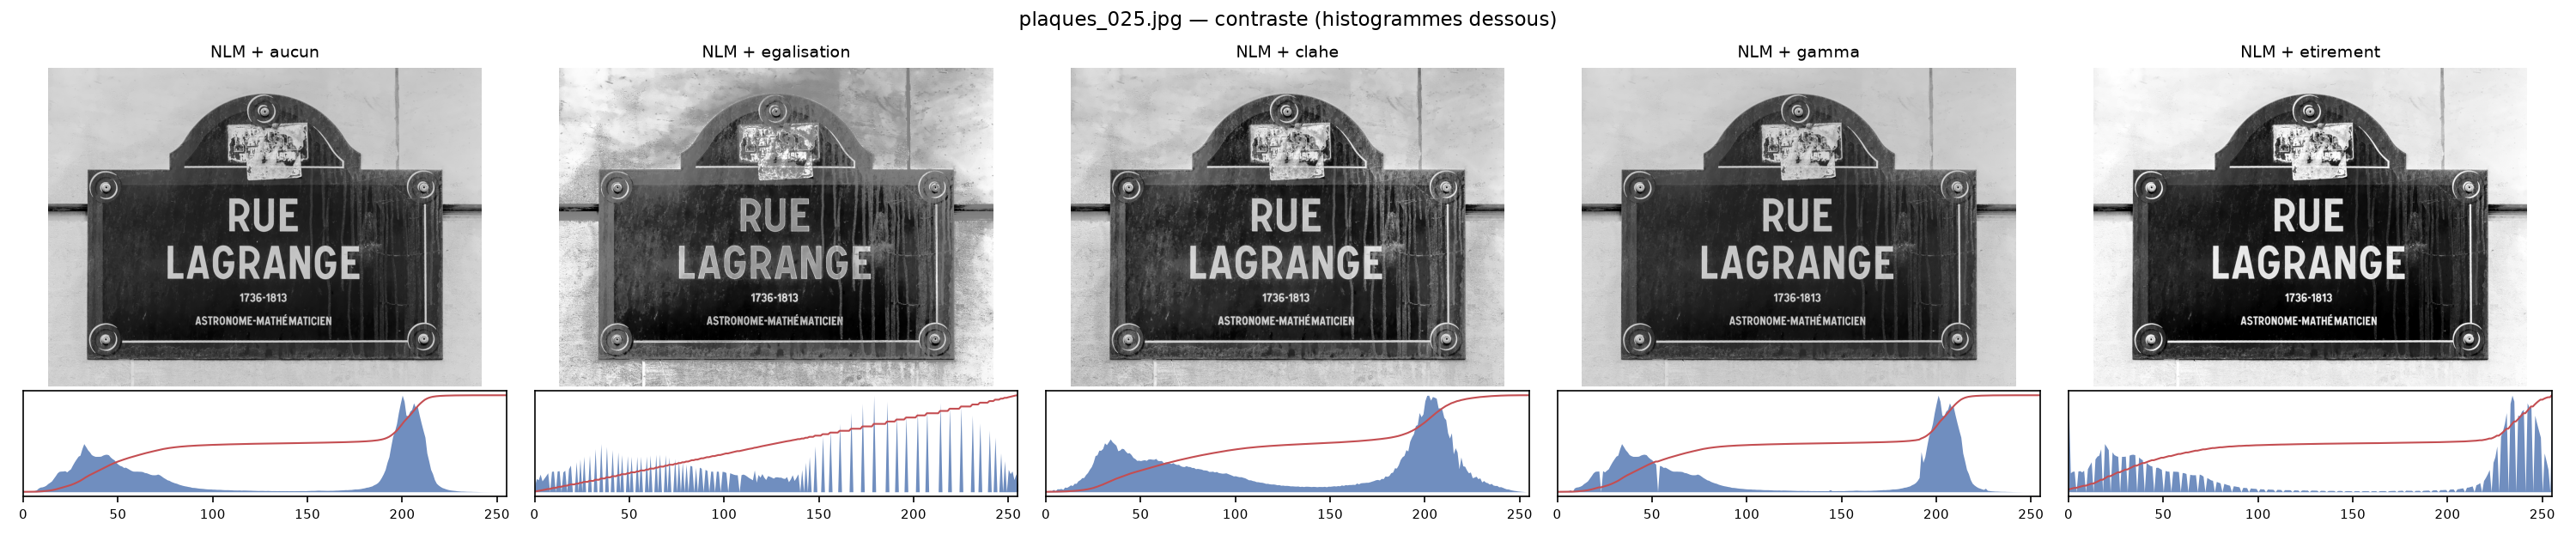 plaques_025.jpg — contraste (histogrammes dessous)
NLM + aucun
RUE
LAGRANGE
1736-1813
ASTRONOME-MATHÉMATICIEN
0 50 100 150 200 250
NLM + egalisation
RUE
LAGRANGE
1736-1813
ASTRONOME-MATHÉMATICIEN
0 50 100 150 200 250
NLM + clahe
RUE
LAGRANGE
1736-1813
ASTRONOME-MATHÉMATICIEN
0 50 100 150 200 250
NLM + gamma
RUE
LAGRANGE
1736-1813
ASTRONOME-MATHÉMATICIEN
0 50 100 150 200 250
NLM + etirement
RUE
LAGRANGE
1736-1813
ASTRONOME-MATHÉMATICIEN
0 50 100 150 200 250